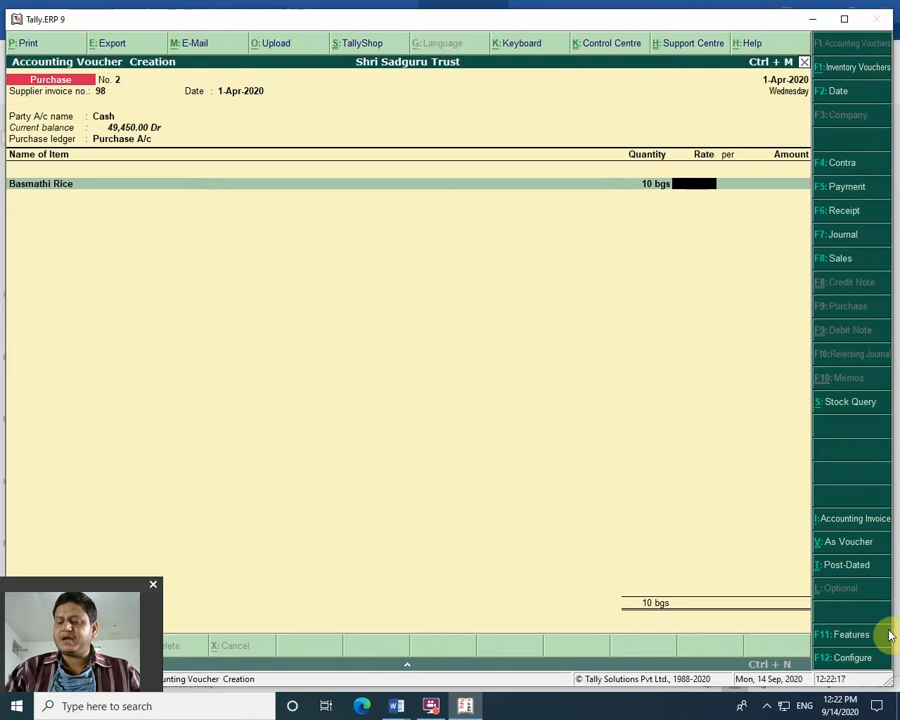 Tally.ERP 9
P: Print
E: Export
M: E-Mail
O: Upload
S: TallyShop
G: Language
K: Keyboard
K: Control Centre
H: Support Centre
H: Help
Accounting Voucher Creation
Shri Sadguru Trust
Ctrl + M
Purchase
No. 2
1-Apr-2020
Supplier invoice no.: 98
Date : 1-Apr-2020
Wednesday
Party A/c name : Cash
Current balance : 49,450.00 Dr
Purchase ledger : Purchase A/c
Name of Item
Quantity
Rate
per
Amount
Basmathi Rice
10 bgs
10 bgs
F1: Accounting Vouchers
F1: Inventory Vouchers
F2: Date
F3: Company
F4: Contra
F5: Payment
F6: Receipt
F7: Journal
F8: Sales
F8: Credit Note
F9: Purchase
F9: Debit Note
F10: Reversing Journal
F10: Memos
S: Stock Query
I: Accounting Invoice
V: As Voucher
T: Post-Dated
L: Optional
F11: Features
F12: Configure
lete
X: Cancel
Ctrl + N
unting Voucher Creation
© Tally Solutions Pvt Ltd., 1988-2020
Mon, 14 Sep, 2020
12:22:17
Type here to search
ENG
12:22 PM
9/14/2020